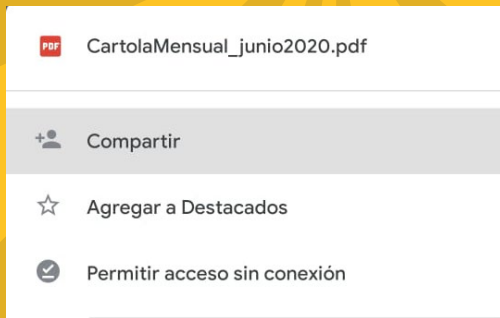 PDF CartolaMensual_junio2020.pdf
Compartir
Agregar a Destacados
Permitir acceso sin conexión